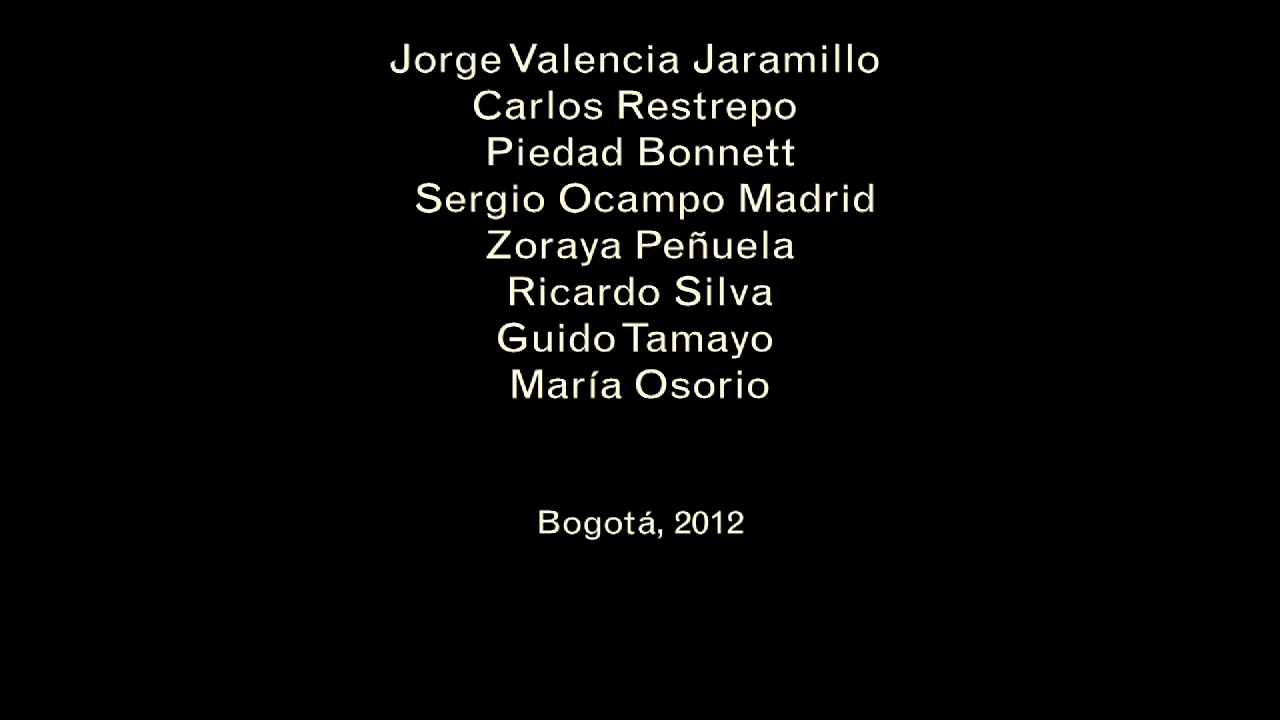 Jorge Valencia Jaramillo
Carlos Restrepo
Piedad Bonnett
Sergio Ocampo Madrid
Zoraya Peñuela
Ricardo Silva
Guido Tamayo
María Osorio
Bogotá, 2012